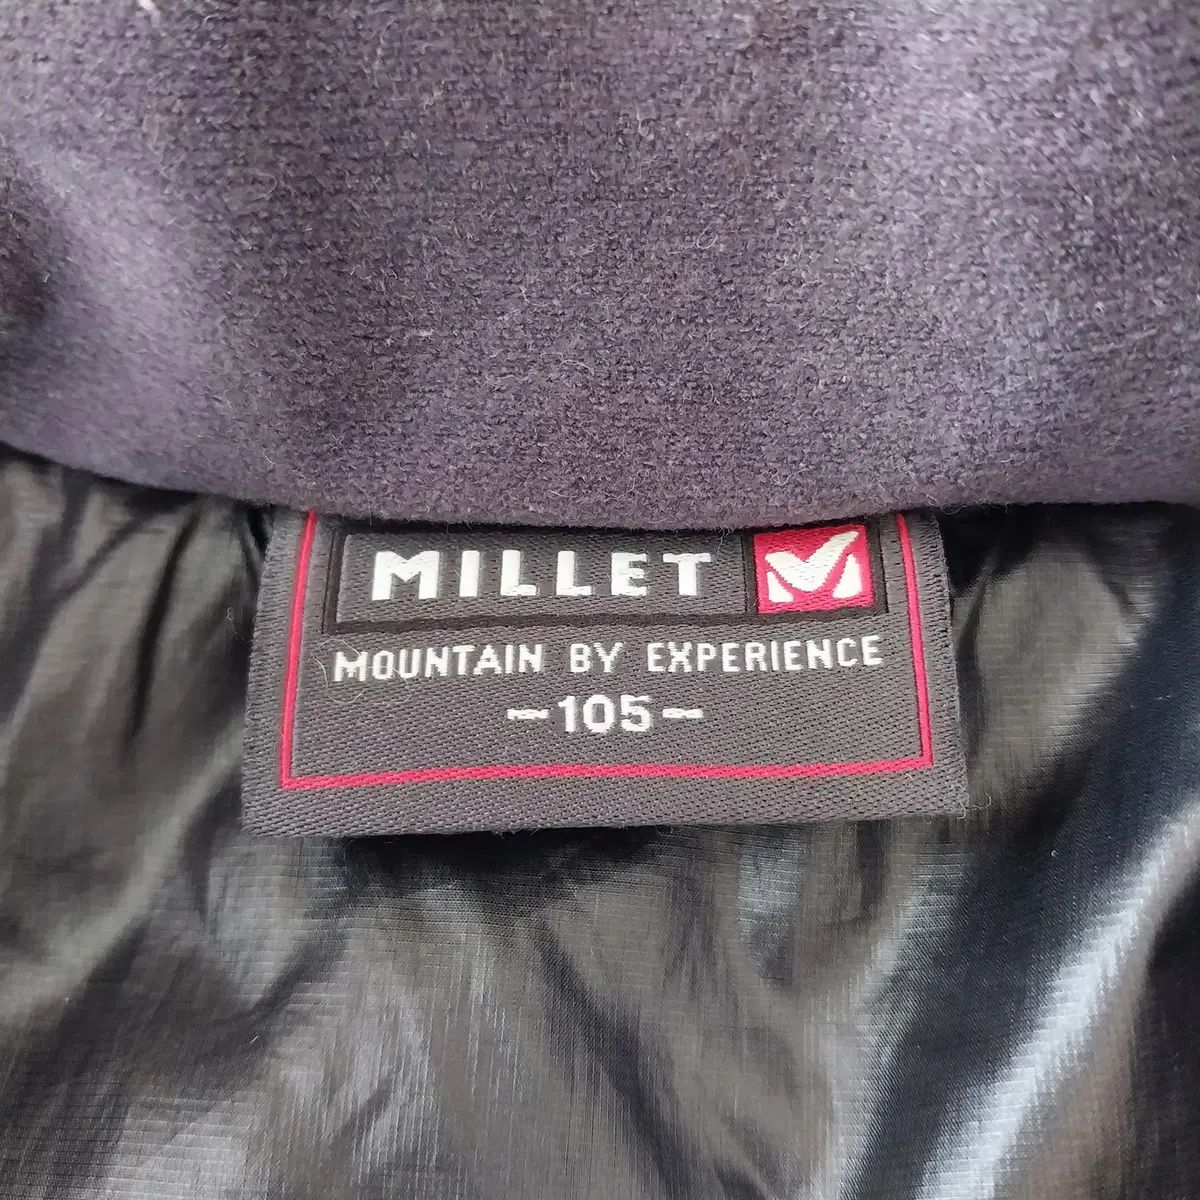 MILLET
MOUNTAIN BY EXPERIENCE
~105~